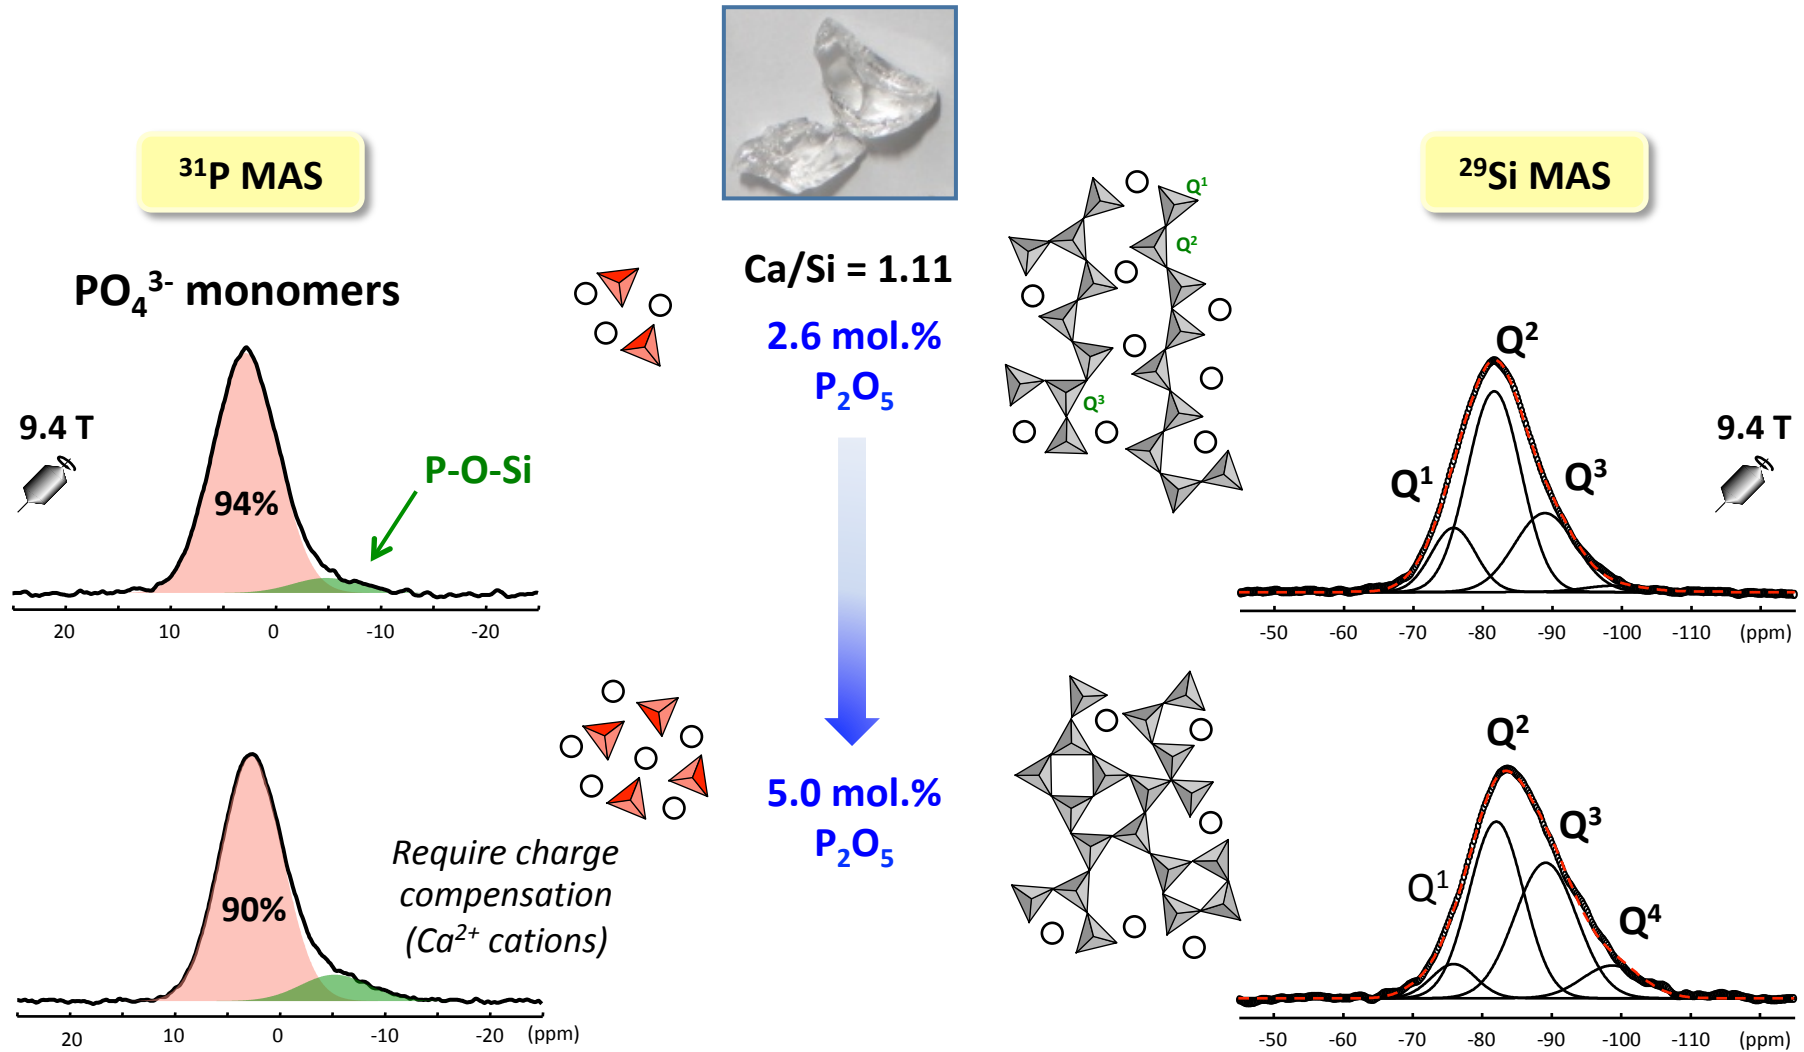 ³¹P MAS
²⁹Si MAS
PO₄³⁻ monomers
9.4 T
94%
P-O-Si
20 10 0 -10 -20
Ca/Si = 1.11
2.6 mol.%
P₂O₅
Q¹
Q²
Q³
Q²
Q¹
Q³
9.4 T
-50 -60 -70 -80 -90 -100 -110 (ppm)
90%
Require charge
compensation
(Ca²⁺ cations)
20 10 0 -10 -20 (ppm)
5.0 mol.%
P₂O₅
Q²
Q³
Q¹
Q⁴
-50 -60 -70 -80 -90 -100 -110 (ppm)